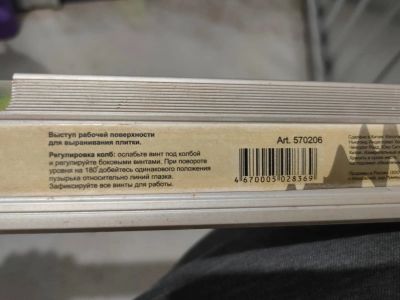 Выступ рабочей поверхности
для выранивания плитки.
Регулировка колб: ослабьте винт под колбой
и регулируйте боковыми винтами. При повороте
уровня на 180° добейтесь одинакового положения
пузырька относительно линий глазка.
Зафиксируйте все винты для работы.
Art. 570206
4 670005 028369